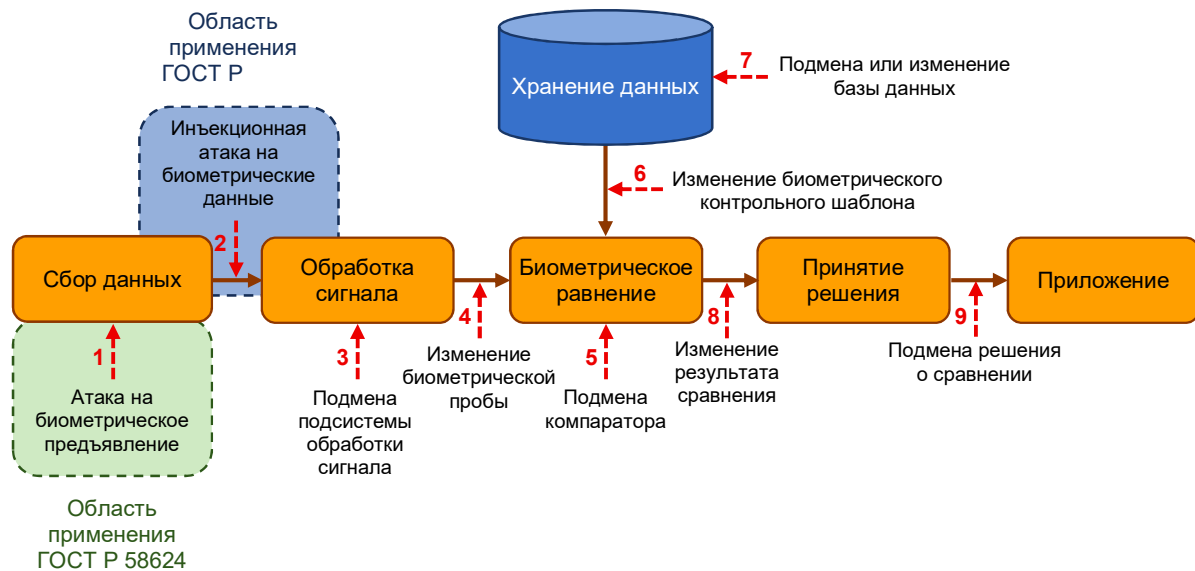 Область
применения
ГОСТ Р
Инъекционная
атака на
биометрические
данные
2
Хранение данных
7
Подмена или изменение
базы данных
6
Изменение биометрического
контрольного шаблона
Сбор данных
Обработка
сигнала
Биометрическое
равнение
Принятие
решения
Приложение
1
Атака на
биометрическое
предъявление
3
Подмена
подсистемы
обработки
сигнала
4
Изменение
биометрической
пробы
5
Подмена
компаратора
8
Изменение
результата
сравнения
9
Подмена решения
о сравнении
Область
применения
ГОСТ Р 58624